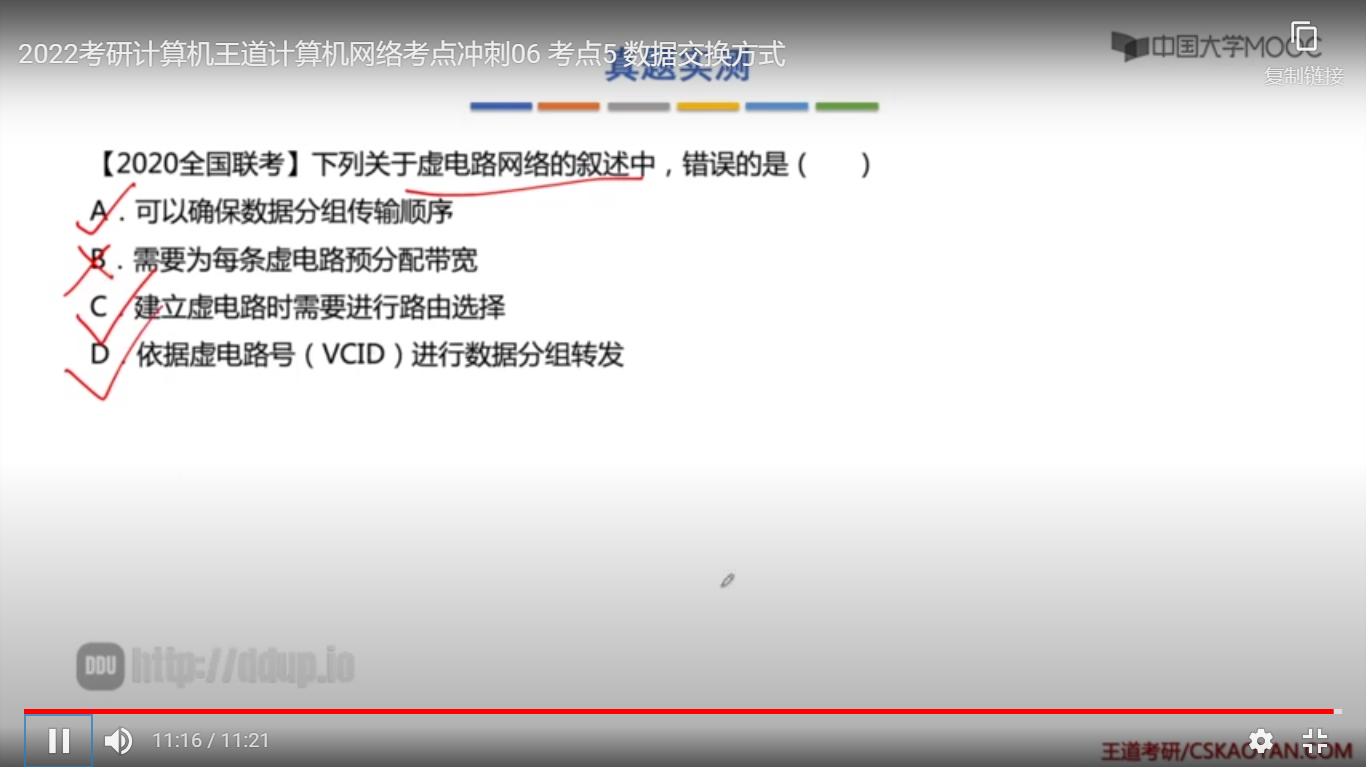 2022考研计算机王道计算机网络考点冲刺06 考点5 数据交换方式
中国大学MOOC
复制链接
真题实测
【2020全国联考】下列关于虚电路网络的叙述中，错误的是（ ）
A．可以确保数据分组传输顺序
B．需要为每条虚电路预分配带宽
C．建立虚电路时需要进行路由选择
D．依据虚电路号（VCID）进行数据分组转发
DDU http://ddup.io
11:16 / 11:21
王道考研/CSKAOYAN.COM